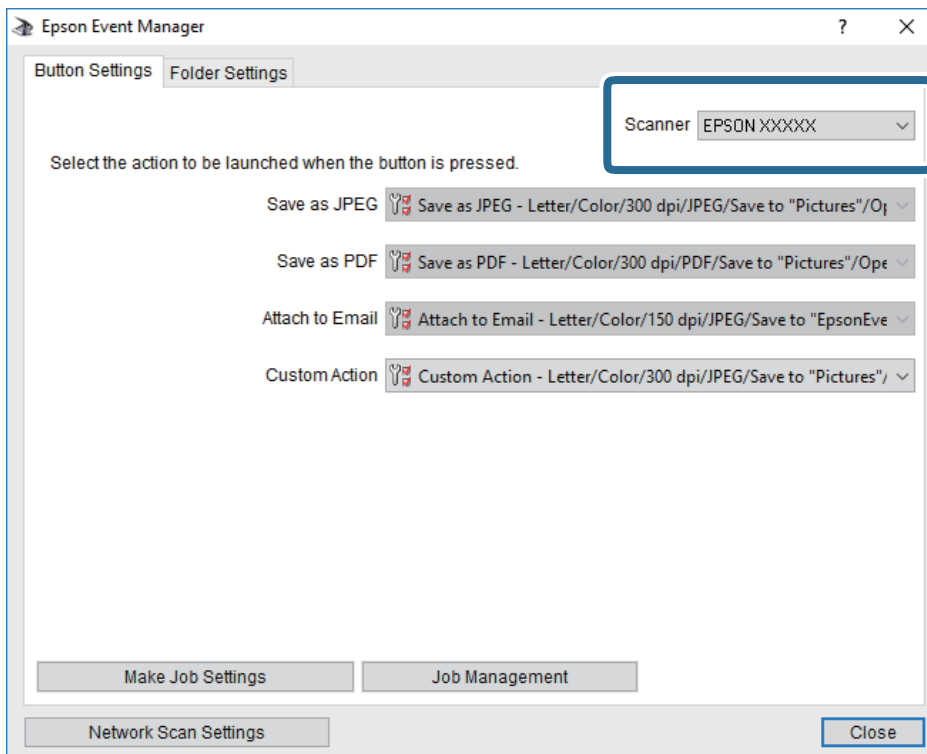 Epson Event Manager
Button Settings Folder Settings
Scanner EPSON XXXXX
Select the action to be launched when the button is pressed.
Save as JPEG Save as JPEG - Letter/Color/300 dpi/JPEG/Save to "Pictures"/Op
Save as PDF Save as PDF - Letter/Color/300 dpi/PDF/Save to "Pictures"/Ope
Attach to Email Attach to Email - Letter/Color/150 dpi/JPEG/Save to "EpsonEve
Custom Action Custom Action - Letter/Color/300 dpi/JPEG/Save to "Pictures"/
Make Job Settings Job Management
Network Scan Settings Close